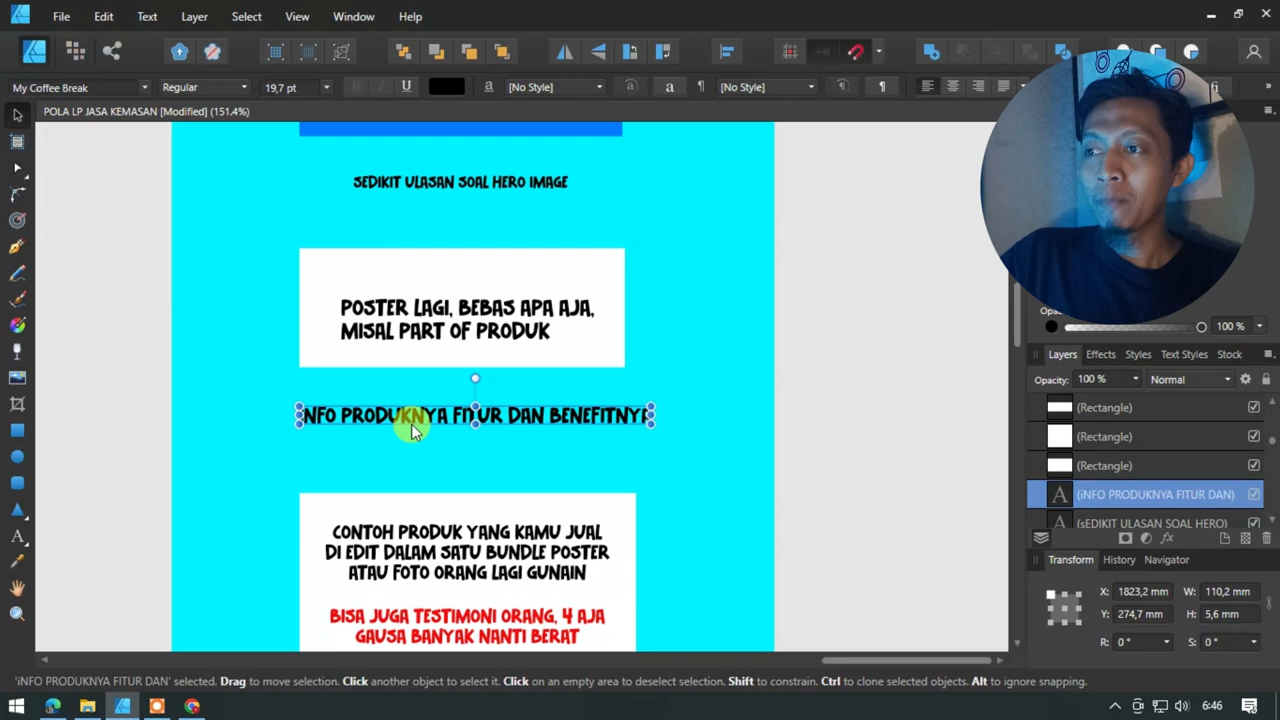 File Edit Text Layer Select View Window Help
My Coffee Break Regular 19,7 pt B I U a [No Style] a a ¶ [No Style] ¶ fi
POLA LP JASA KEMASAN [Modified] (151.4%)
SEDIKIT ULASAN SOAL HERO IMAGE
POSTER LAGI, BEBAS APA AJA,
MISAL PART OF PRODUK
INFO PRODUKNYA FITUR DAN BENEFITNYA
CONTOH PRODUK YANG KAMU JUAL
DI EDIT DALAM SATU BUNDLE POSTER
ATAU FOTO ORANG LAGI GUNAIN
BISA JUGA TESTIMONI ORANG, 4 AJA
GAUSA BANYAK NANTI BERAT
100 %
Layers Effects Styles Text Styles Stock
Opacity: 100 % Normal
(Rectangle)
(Rectangle)
(Rectangle)
A (iNFO PRODUKNYA FITUR DAN)
A (sEDIKIT ULASAN SOAL HERO)
Transform History Navigator
X: 1823,2 mm W: 110,2 mm
Y: 274,7 mm H: 5,6 mm
R: 0 ° S: 0 °
'iNFO PRODUKNYA FITUR DAN' selected. Drag to move selection. Click another object to select it. Click on an empty area to deselect selection. Shift to constrain. Ctrl to clone selected objects. Alt to ignore snapping.
6:46